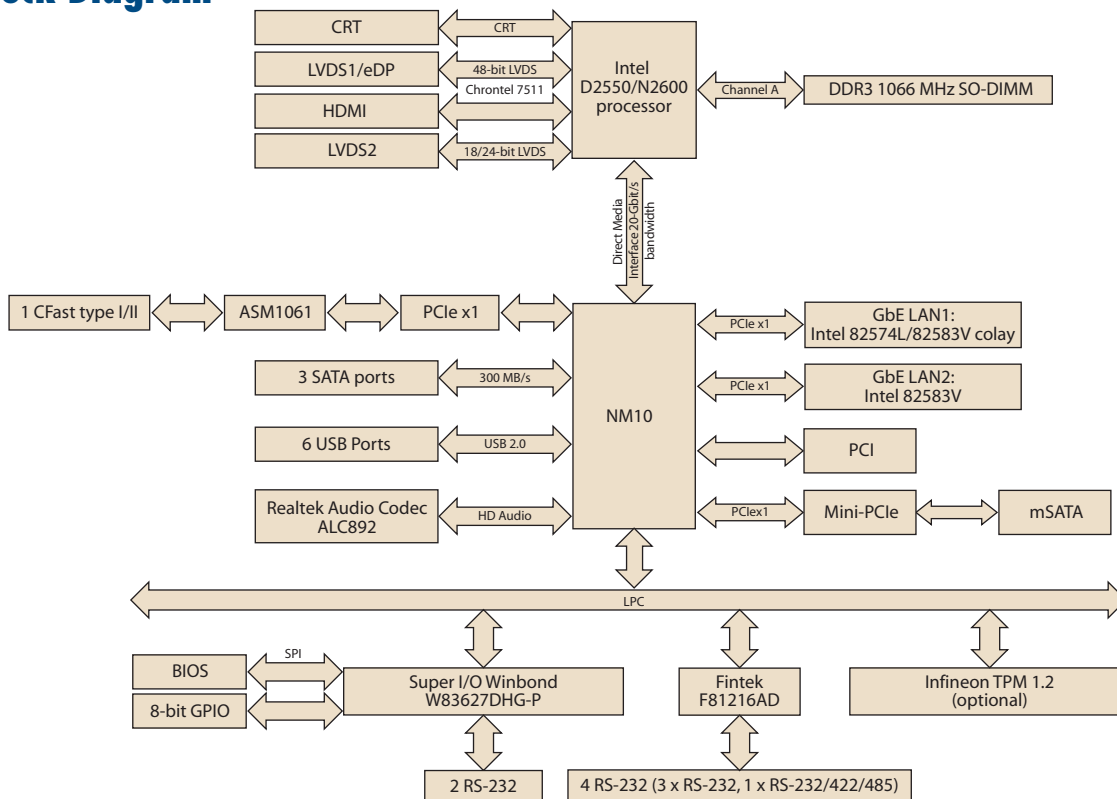 CRT
CRT
LVDS1/eDP
48-bit LVDS
Chrontel 7511
HDMI
LVDS2
18/24-bit LVDS
Intel
D2550/N2600
processor
Channel A
DDR3 1066 MHz SO-DIMM
Direct Media
Interface 20-Gbit/s
bandwidth
1 CFast type I/II
ASM1061
PCIe x1
3 SATA ports
300 MB/s
6 USB Ports
USB 2.0
Realtek Audio Codec
ALC892
HD Audio
NM10
PCIe x1
GbE LAN1:
Intel 82574L/82583V colay
PCIe x1
GbE LAN2:
Intel 82583V
PCI
PCIex1
Mini-PCIe
mSATA
LPC
BIOS
SPI
8-bit GPIO
Super I/O Winbond
W83627DHG-P
Fintek
F81216AD
Infineon TPM 1.2
(optional)
2 RS-232
4 RS-232 (3 x RS-232, 1 x RS-232/422/485)